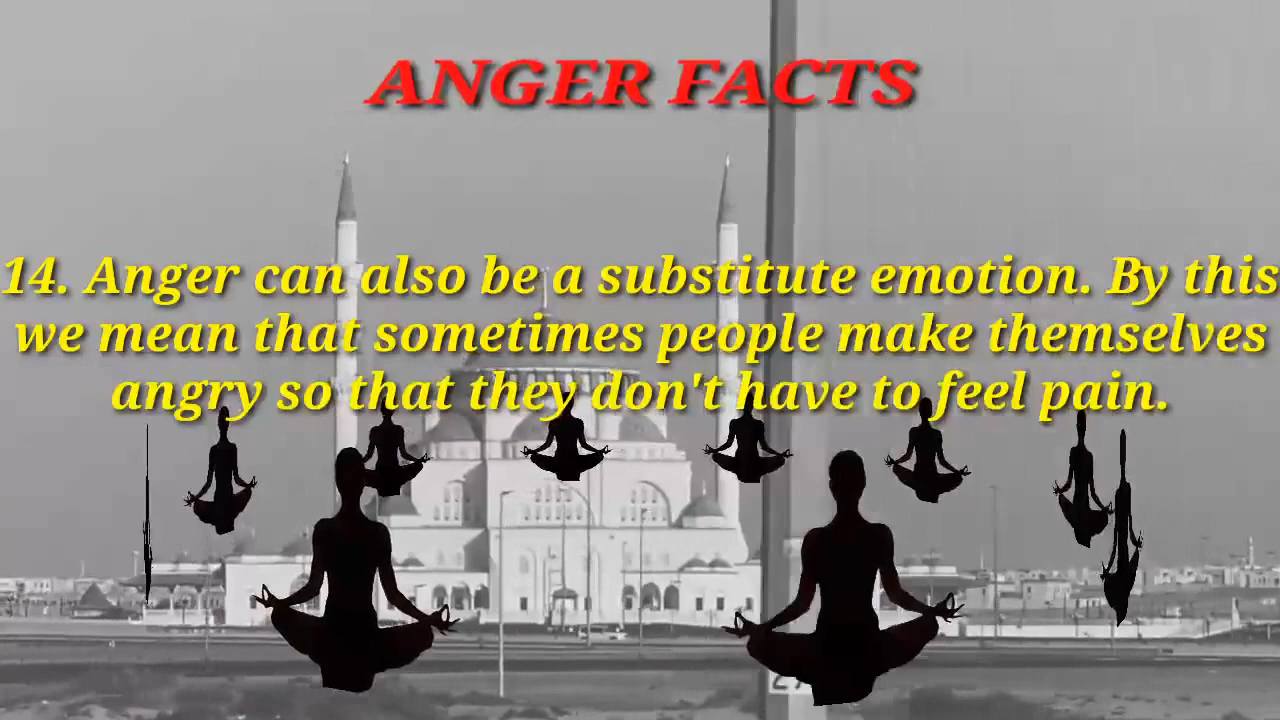 ANGER FACTS
14. Anger can also be a substitute emotion. By this
we mean that sometimes people make themselves
angry so that they don't have to feel pain.